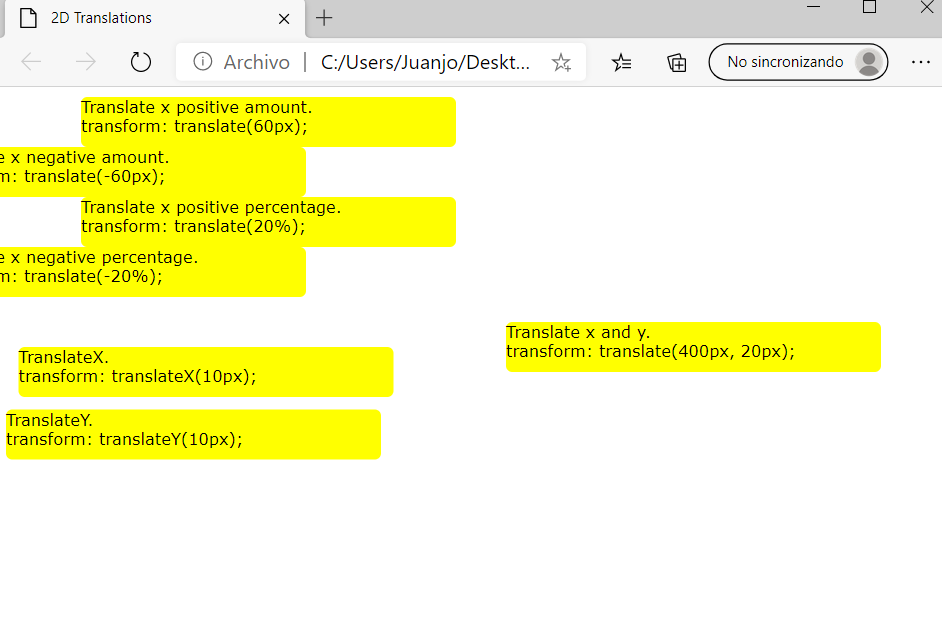 2D Translations
Archivo | C:/Users/Juanjo/Deskt...
No sincronizando
Translate x positive amount.
transform: translate(60px);
e x negative amount.
m: translate(-60px);
Translate x positive percentage.
transform: translate(20%);
e x negative percentage.
m: translate(-20%);
Translate x and y.
transform: translate(400px, 20px);
TranslateX.
transform: translateX(10px);
TranslateY.
transform: translateY(10px);